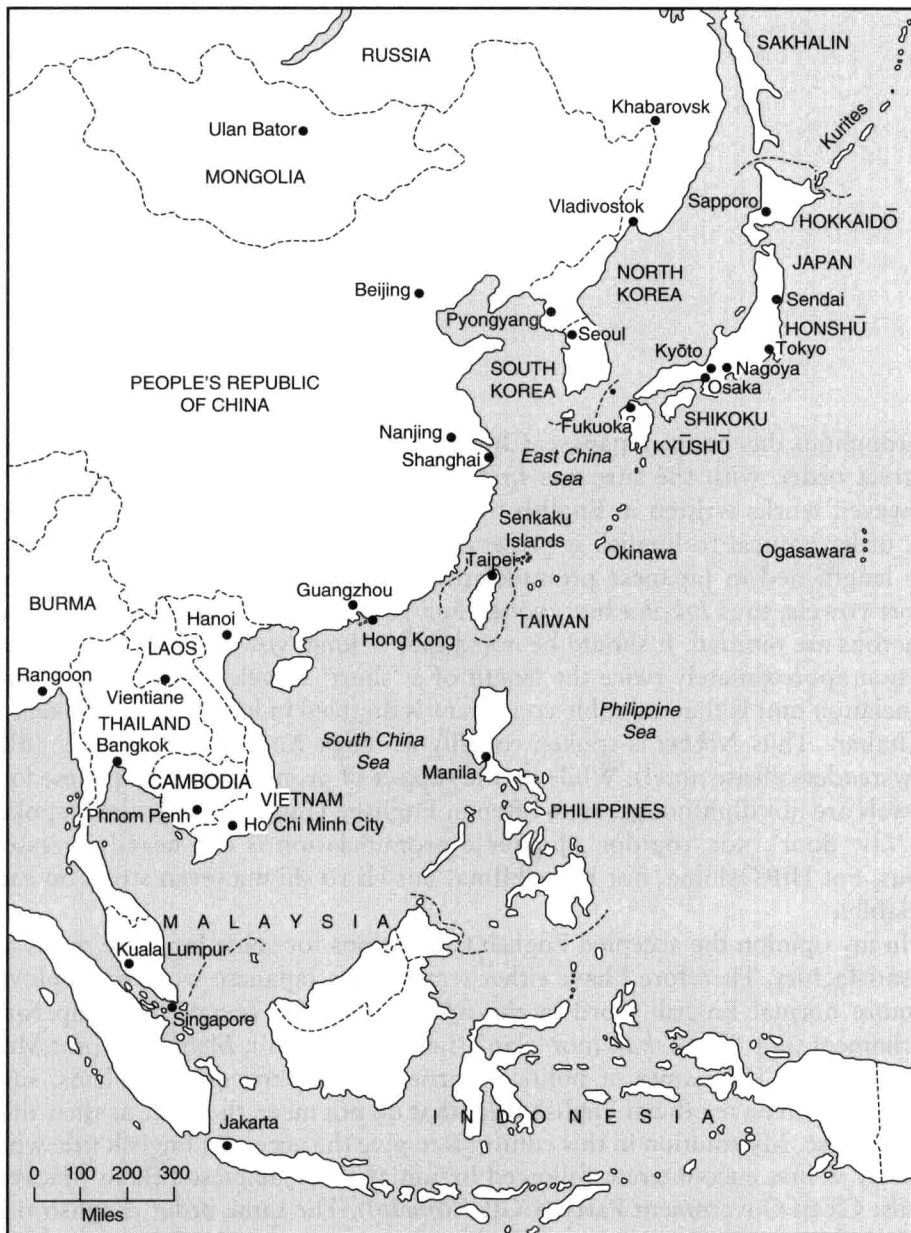 RUSSIA
SAKHALIN
Khabarovsk
Kurites
Ulan Bator
MONGOLIA
Vladivostok
Sapporo
HOKKAIDŌ
NORTH
KOREA
JAPAN
Beijing
Sendai
Pyongyang
Seoul
HONSHŪ
Kyōto
Tokyo
SOUTH
KOREA
Nagoya
Osaka
PEOPLE'S REPUBLIC
OF CHINA
Fukuoka
SHIKOKU
KYŪSHŪ
Nanjing
Shanghai
East China
Sea
Senkaku
Islands
Okinawa
Ogasawara
Taipei
Guangzhou
BURMA
Hanoi
TAIWAN
Hong Kong
LAOS
Rangoon
Vientiane
THAILAND
Bangkok
South China
Sea
Philippine
Sea
Manila
CAMBODIA
VIETNAM
Phnom Penh
Ho Chi Minh City
PHILIPPINES
MALAYSIA
Kuala Lumpur
Singapore
INDONESIA
Jakarta
0 100 200 300
Miles